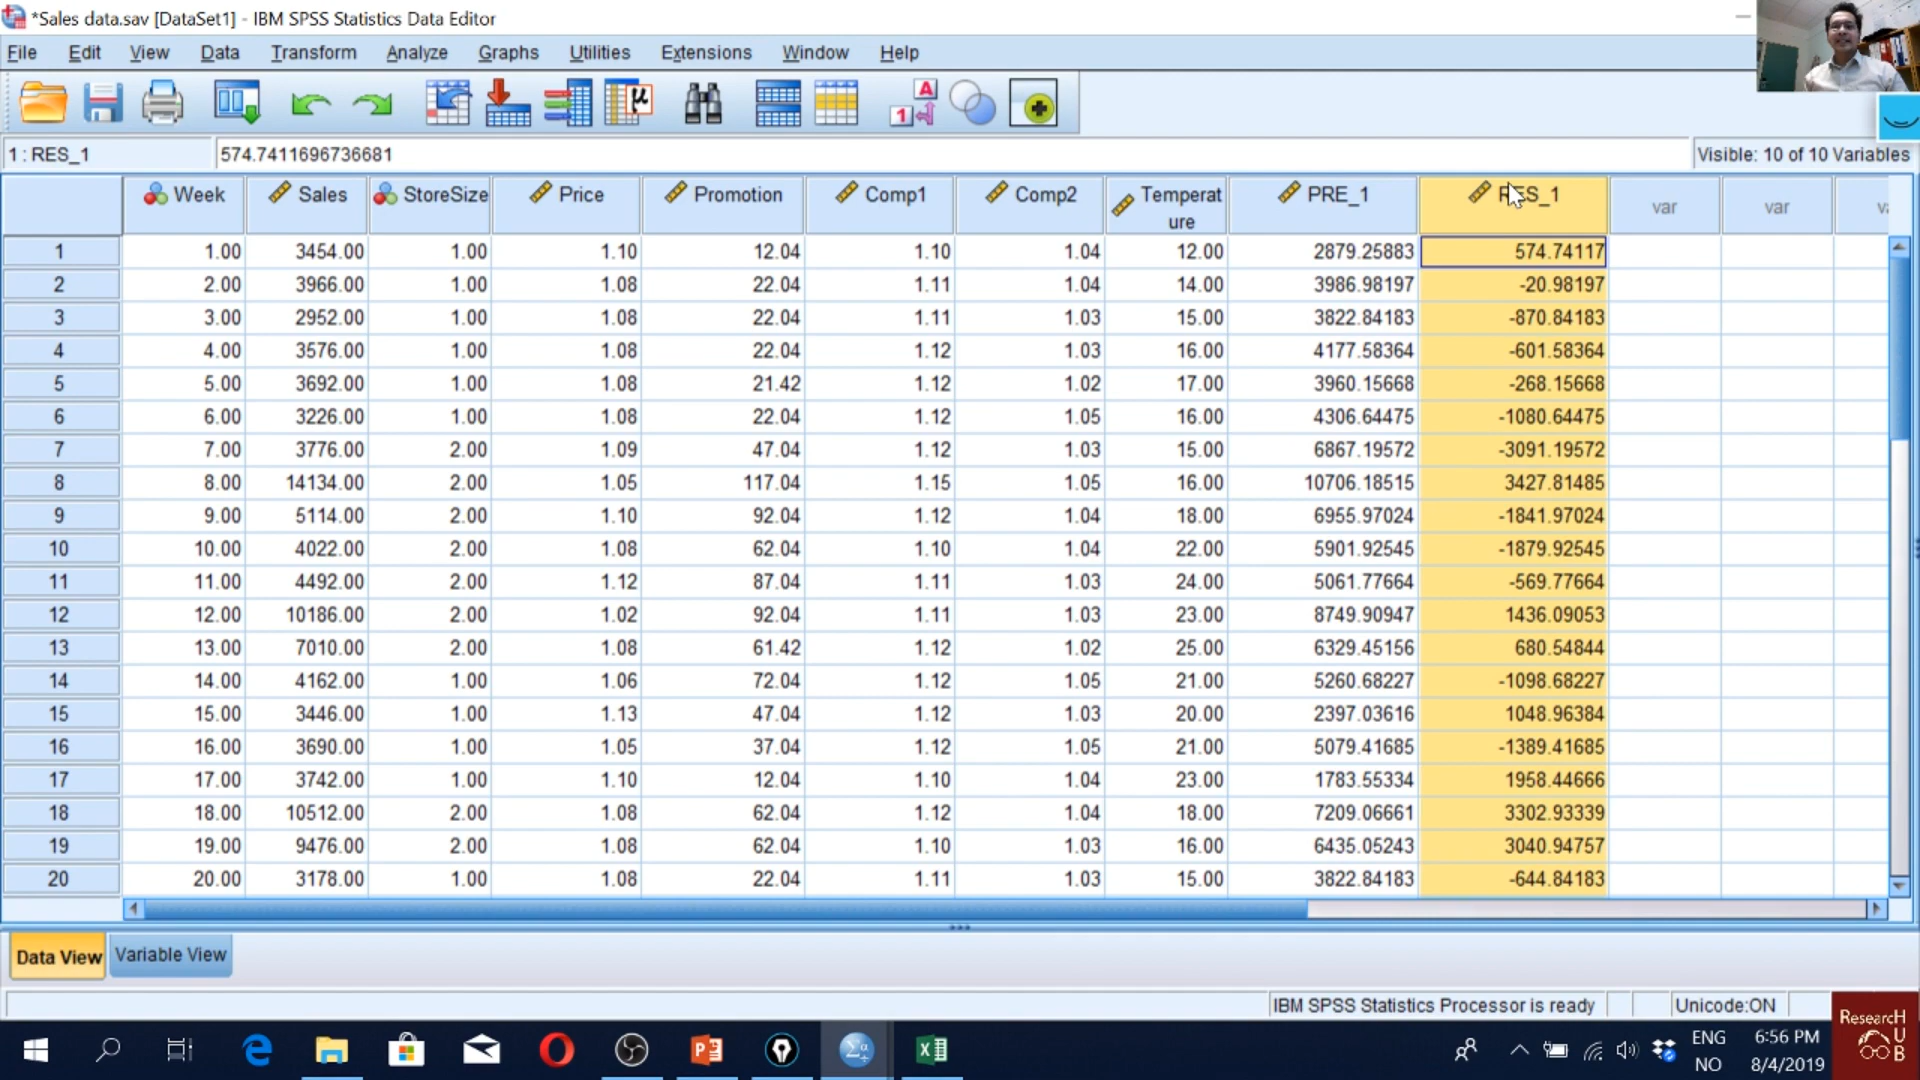 *Sales data.sav [DataSet1] - IBM SPSS Statistics Data Editor
File Edit View Data Transform Analyze Graphs Utilities Extensions Window Help
1 : RES_1 574.7411696736681 Visible: 10 of 10 Variables
Week Sales StoreSize Price Promotion Comp1 Comp2 Temperat PRE_1 RES_1 var var
ure
1 1.00 3454.00 1.00 1.10 12.04 1.10 1.04 12.00 2879.25883 574.74117
2 2.00 3966.00 1.00 1.08 22.04 1.11 1.04 14.00 3986.98197 -20.98197
3 3.00 2952.00 1.00 1.08 22.04 1.11 1.03 15.00 3822.84183 -870.84183
4 4.00 3576.00 1.00 1.08 22.04 1.12 1.03 16.00 4177.58364 -601.58364
5 5.00 3692.00 1.00 1.08 21.42 1.12 1.02 17.00 3960.15668 -268.15668
6 6.00 3226.00 1.00 1.08 22.04 1.12 1.05 16.00 4306.64475 -1080.64475
7 7.00 3776.00 2.00 1.09 47.04 1.12 1.03 15.00 6867.19572 -3091.19572
8 8.00 14134.00 2.00 1.05 117.04 1.15 1.05 16.00 10706.18515 3427.81485
9 9.00 5114.00 2.00 1.10 92.04 1.12 1.04 18.00 6955.97024 -1841.97024
10 10.00 4022.00 2.00 1.08 62.04 1.10 1.04 22.00 5901.92545 -1879.92545
11 11.00 4492.00 2.00 1.12 87.04 1.11 1.03 24.00 5061.77664 -569.77664
12 12.00 10186.00 2.00 1.02 92.04 1.11 1.03 23.00 8749.90947 1436.09053
13 13.00 7010.00 2.00 1.08 61.42 1.12 1.02 25.00 6329.45156 680.54844
14 14.00 4162.00 1.00 1.06 72.04 1.12 1.05 21.00 5260.68227 -1098.68227
15 15.00 3446.00 1.00 1.13 47.04 1.12 1.03 20.00 2397.03616 1048.96384
16 16.00 3690.00 1.00 1.05 37.04 1.12 1.05 21.00 5079.41685 -1389.41685
17 17.00 3742.00 1.00 1.10 12.04 1.10 1.04 23.00 1783.55334 1958.44666
18 18.00 10512.00 2.00 1.08 62.04 1.12 1.04 18.00 7209.06661 3302.93339
19 19.00 9476.00 2.00 1.08 62.04 1.10 1.03 16.00 6435.05243 3040.94757
20 20.00 3178.00 1.00 1.08 22.04 1.11 1.03 15.00 3822.84183 -644.84183
Data View Variable View
IBM SPSS Statistics Processor is ready Unicode:ON
ENG 6:56 PM
NO 8/4/2019
ResearcH
UB